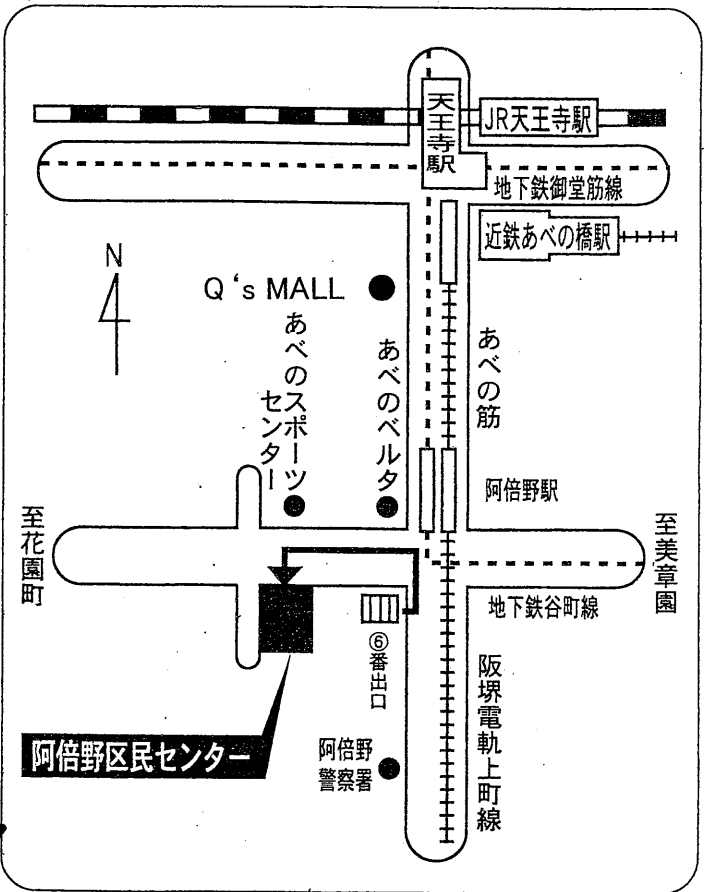 天王寺駅
JR天王寺駅
地下鉄御堂筋線
近鉄あべの橋駅
N
Q‘s MALL
あべのスポーツ
センター
あべのベルタ
あべの筋
阿倍野駅
至花園町
至美章園
地下鉄谷町線
⑥番出口
阪堺電軌上町線
阿倍野区民センター
阿倍野
警察署